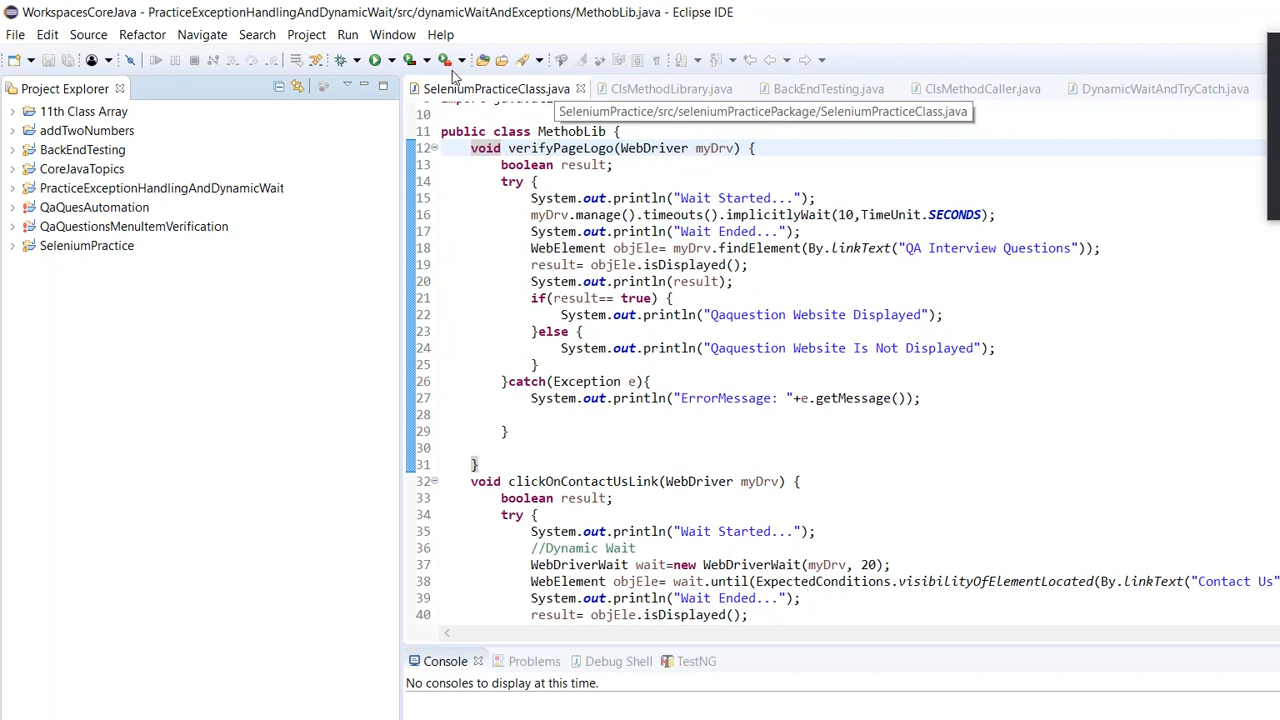 WorkspacesCoreJava - PracticeExceptionHandlingAndDynamicWait/src/dynamicWaitAndExceptions/MethobLib.java - Eclipse IDE
File Edit Source Refactor Navigate Search Project Run Window Help
Project Explorer
11th Class Array
addTwoNumbers
BackEndTesting
CoreJavaTopics
PracticeExceptionHandlingAndDynamicWait
QaQuesAutomation
QaQuestionsMenuItemVerification
SeleniumPractice
SeleniumPracticeClass.java ClsMethodLibrary.java BackEndTesting.java ClsMethodCaller.java DynamicWaitAndTryCatch.java
SeleniumPractice/src/seleniumPracticePackage/SeleniumPracticeClass.java
10
11 public class MethobLib {
12 void verifyPageLogo(WebDriver myDrv) {
13 boolean result;
14 try {
15 System.out.println("Wait Started...");
16 myDrv.manage().timeouts().implicitlyWait(10,TimeUnit.SECONDS);
17 System.out.println("Wait Ended...");
18 WebElement objEle= myDrv.findElement(By.linkText("QA Interview Questions"));
19 result= objEle.isDisplayed();
20 System.out.println(result);
21 if(result== true) {
22 System.out.println("Qaquestion Website Displayed");
23 }else {
24 System.out.println("Qaquestion Website Is Not Displayed");
25 }
26 }catch(Exception e){
27 System.out.println("ErrorMessage: "+e.getMessage());
28
29 }
30
31 }
32 void clickOnContactUsLink(WebDriver myDrv) {
33 boolean result;
34 try {
35 System.out.println("Wait Started...");
36 //Dynamic Wait
37 WebDriverWait wait=new WebDriverWait(myDrv, 20);
38 WebElement objEle= wait.until(ExpectedConditions.visibilityOfElementLocated(By.linkText("Contact Us"
39 System.out.println("Wait Ended...");
40 result= objEle.isDisplayed();
Console Problems Debug Shell TestNG
No consoles to display at this time.